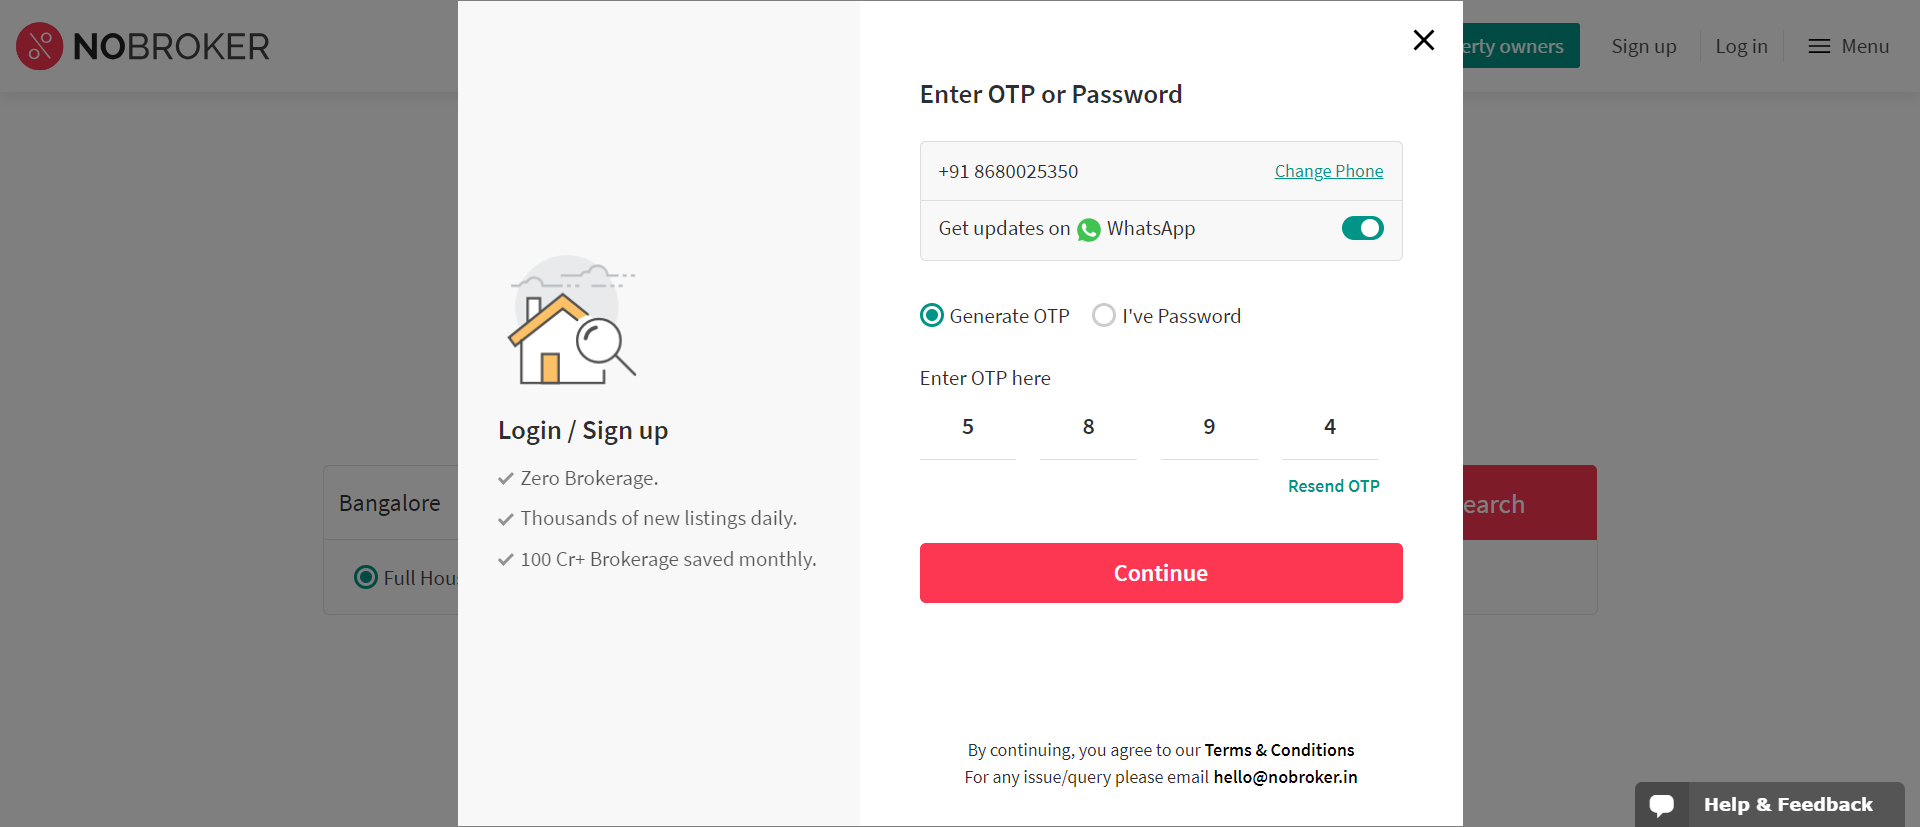 NOBROKER
erty owners
Sign up
Log in
Menu
Enter OTP or Password
+91 8680025350
Change Phone
Get updates on WhatsApp
Generate OTP
I've Password
Enter OTP here
5 8 9 4
Resend OTP
Continue
By continuing, you agree to our Terms & Conditions
For any issue/query please email hello@nobroker.in
Login / Sign up
Zero Brokerage.
Thousands of new listings daily.
100 Cr+ Brokerage saved monthly.
Bangalore
earch
Full Hou
Help & Feedback